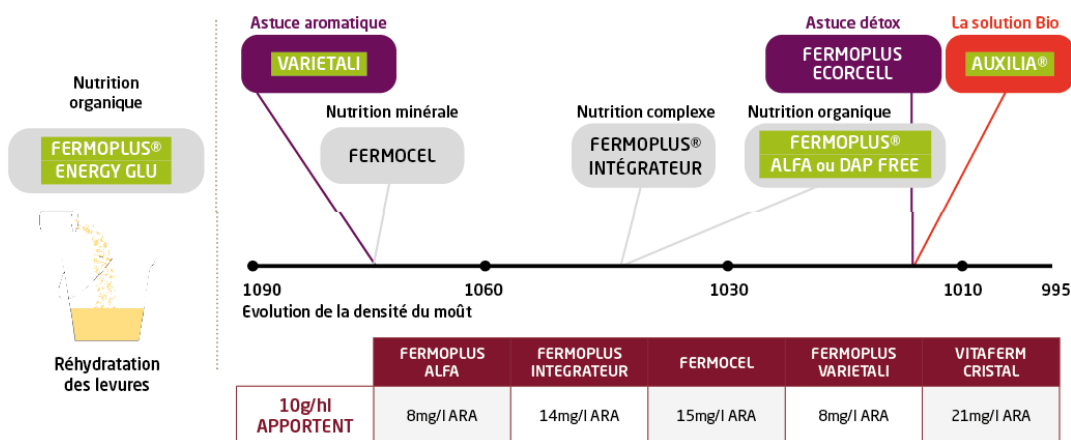 Nutrition
organique
FERMOPLUS®
ENERGY GLU
Réhydratation
des levures
Astuce aromatique
VARIETALI
Nutrition minérale
FERMOCEL
Nutrition complexe
FERMOPLUS®
INTÉGRATEUR
Nutrition organique
FERMOPLUS®
ALFA ou DAP FREE
Astuce détox
FERMOPLUS
ECORCELL
La solution Bio
AUXILIA®
1090 1060 1030 1010 995
Evolution de la densité du moût
FERMOPLUS ALFA FERMOPLUS INTEGRATEUR FERMOCEL FERMOPLUS VARIETALI VITAFERM CRISTAL
10g/hl APPORTENT 8mg/l ARA 14mg/l ARA 15mg/l ARA 8mg/l ARA 21mg/l ARA